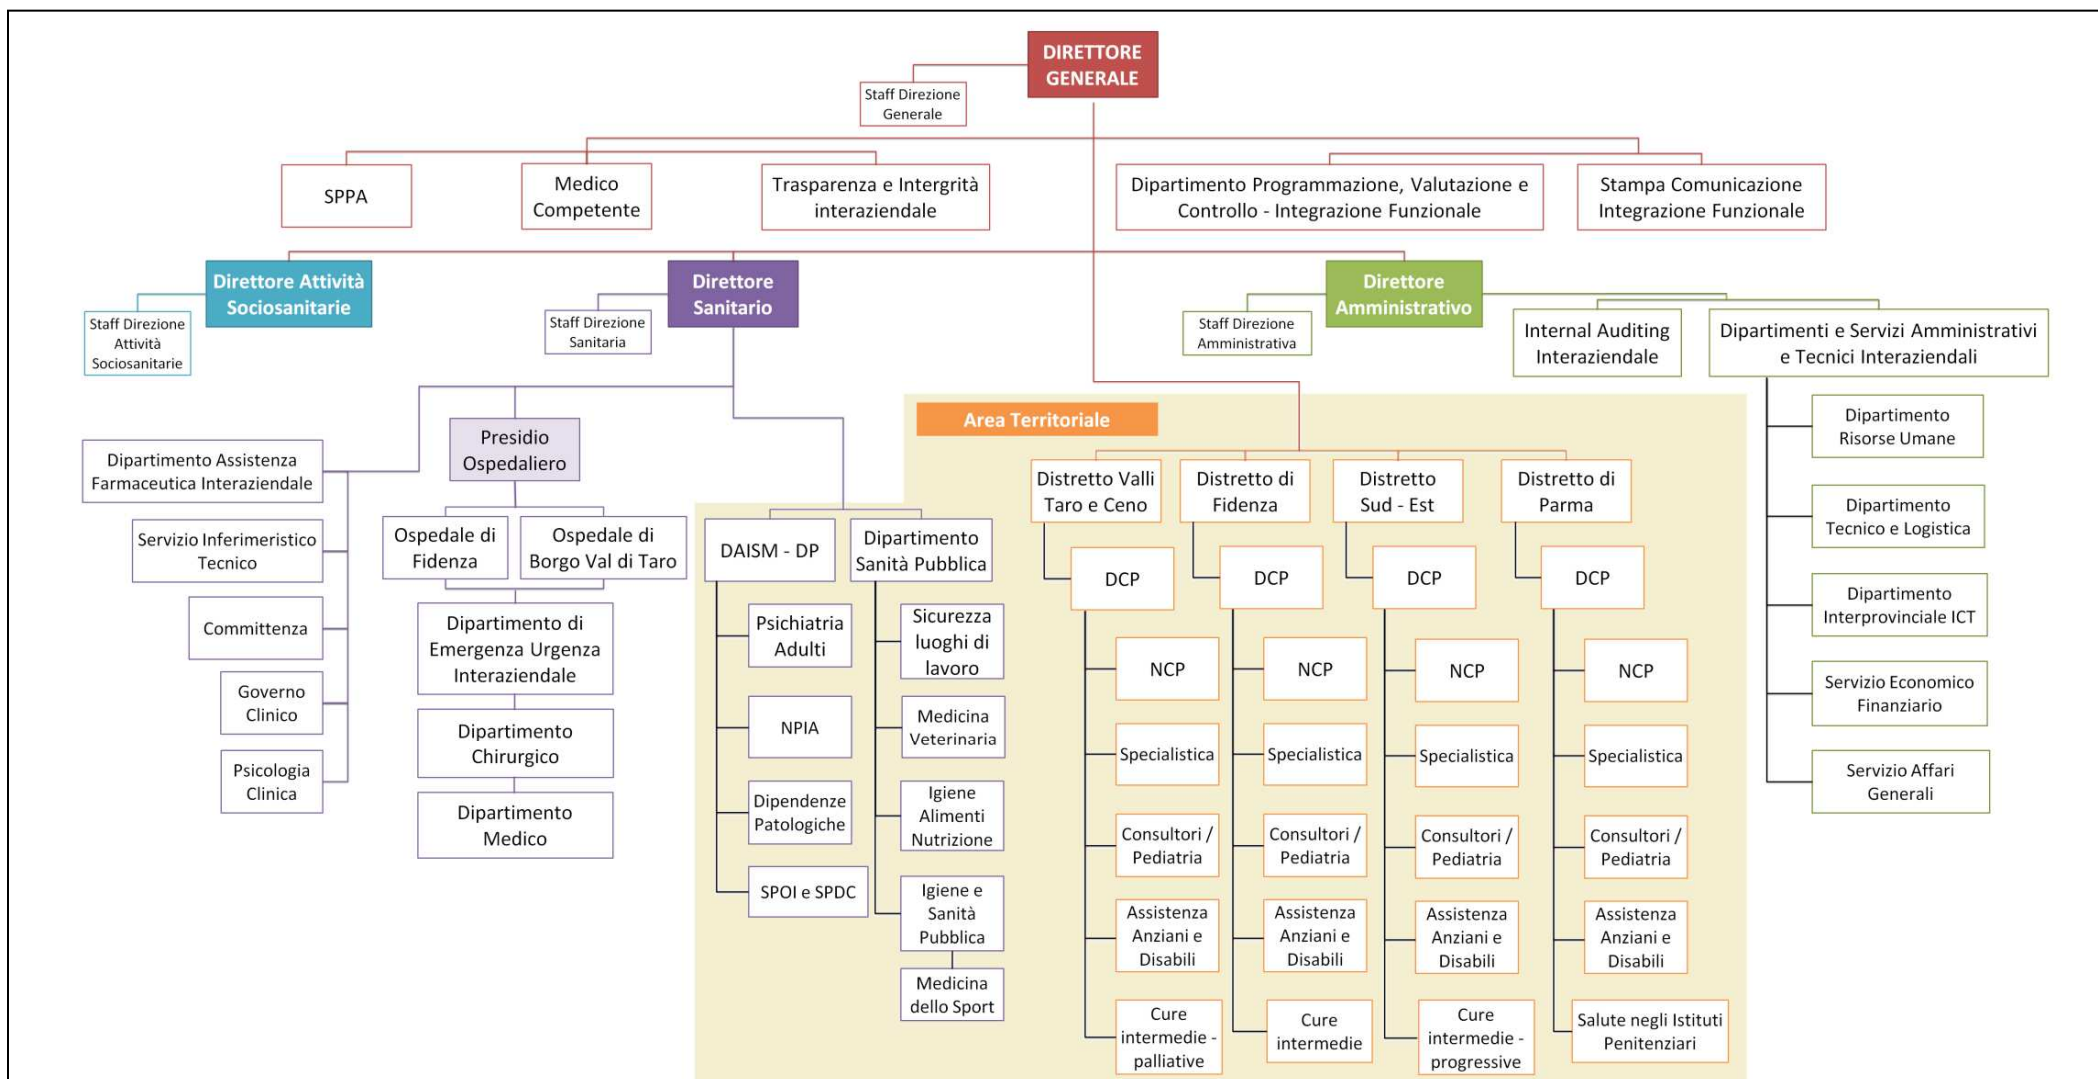 DIRETTORE
GENERALE
Staff Direzione
Generale
SPPA
Medico
Competente
Trasparenza e Intergrità
interaziendale
Dipartimento Programmazione, Valutazione e
Controllo - Integrazione Funzionale
Stampa Comunicazione
Integrazione Funzionale
Direttore Attività
Sociosanitarie
Staff Direzione
Attività
Sociosanitarie
Direttore
Sanitario
Staff Direzione
Sanitaria
Direttore
Amministrativo
Staff Direzione
Amministrativa
Internal Auditing
Interaziendale
Dipartimenti e Servizi Amministrativi
e Tecnici Interaziendali
Dipartimento
Risorse Umane
Dipartimento
Tecnico e Logistica
Dipartimento
Interprovinciale ICT
Servizio Economico
Finanziario
Servizio Affari
Generali
Dipartimento Assistenza
Farmaceutica Interaziendale
Servizio Inferimeristico
Tecnico
Committenza
Governo
Clinico
Psicologia
Clinica
Presidio
Ospedaliero
Ospedale di
Fidenza
Ospedale di
Borgo Val di Taro
Dipartimento di
Emergenza Urgenza
Interaziendale
Dipartimento
Chirurgico
Dipartimento
Medico
Area Territoriale
DAISM - DP
Psichiatria
Adulti
NPIA
Dipendenze
Patologiche
SPOI e SPDC
Dipartimento
Sanità Pubblica
Sicurezza
luoghi di
lavoro
Medicina
Veterinaria
Igiene
Alimenti
Nutrizione
Igiene e
Sanità
Pubblica
Medicina
dello Sport
Distretto Valli
Taro e Ceno
DCP
NCP
Specialistica
Consultori /
Pediatria
Assistenza
Anziani e
Disabili
Cure
intermedie -
palliative
Distretto di
Fidenza
DCP
NCP
Specialistica
Consultori /
Pediatria
Assistenza
Anziani e
Disabili
Cure
intermedie
Distretto
Sud - Est
DCP
NCP
Specialistica
Consultori /
Pediatria
Assistenza
Anziani e
Disabili
Cure
intermedie -
progressive
Distretto di
Parma
DCP
NCP
Specialistica
Consultori /
Pediatria
Assistenza
Anziani e
Disabili
Salute negli Istituti
Penitenziari